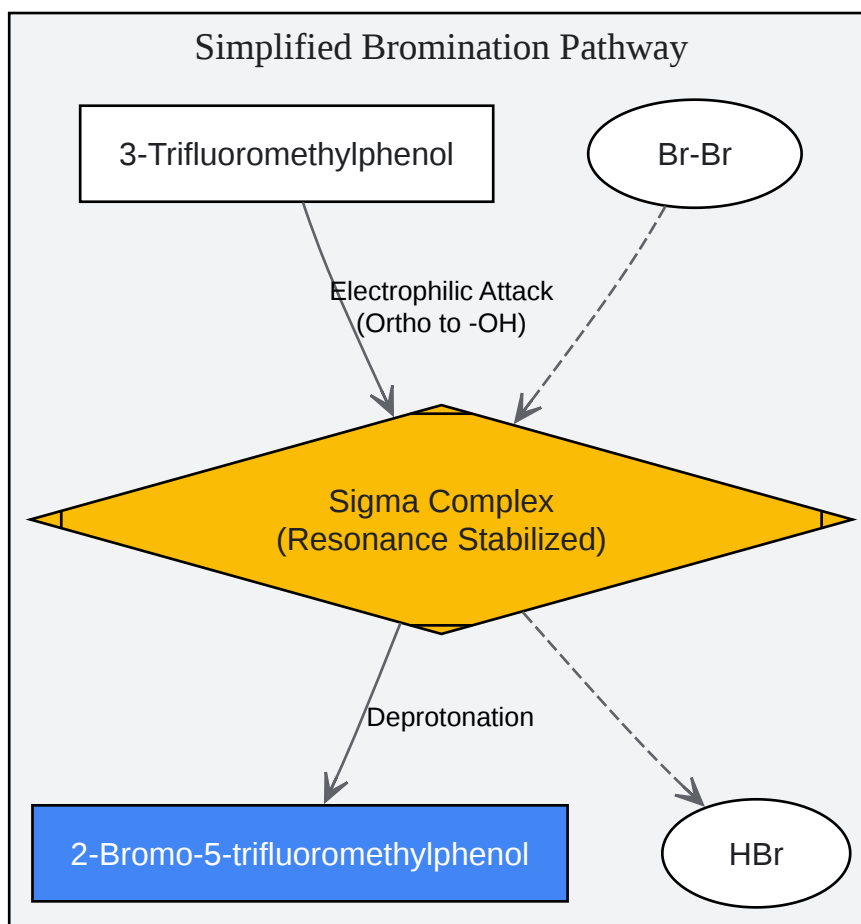 Simplified Bromination Pathway
3-Trifluoromethylphenol
Br-Br
Electrophilic Attack
(Ortho to -OH)
Sigma Complex
(Resonance Stabilized)
Deprotonation
2-Bromo-5-trifluoromethylphenol
HBr